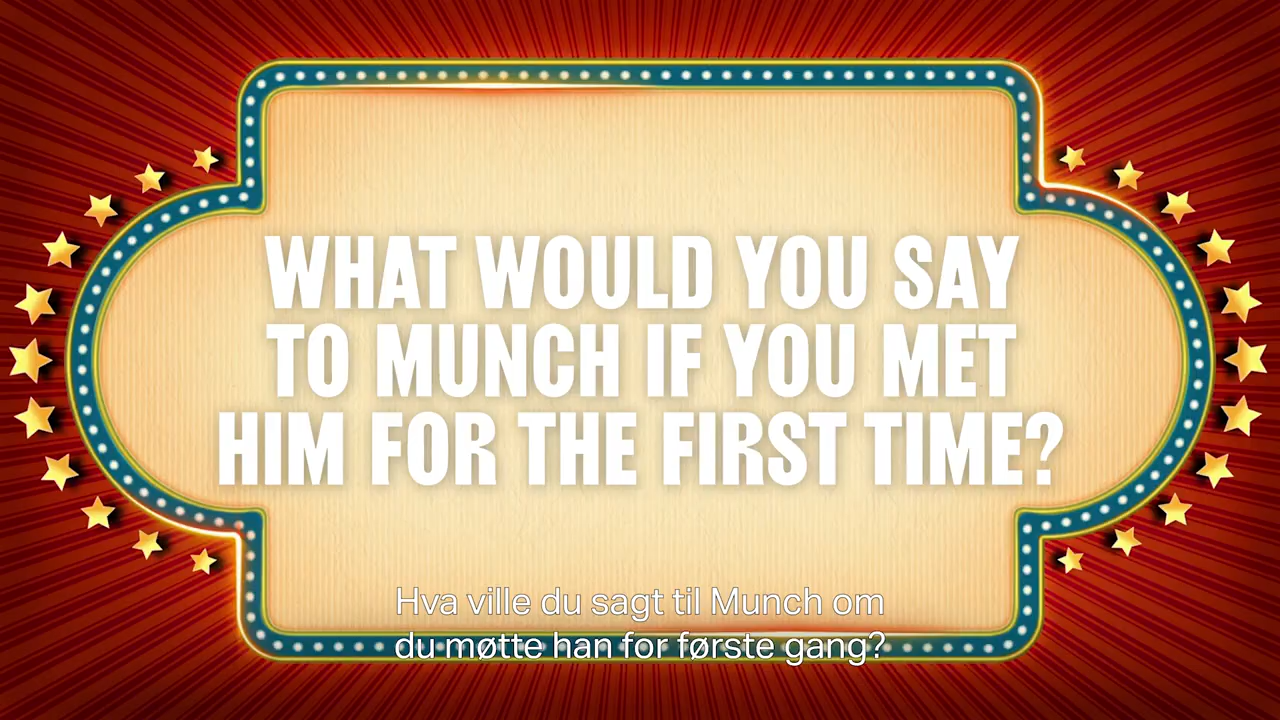 WHAT WOULD YOU SAY
TO MUNCH IF YOU MET
HIM FOR THE FIRST TIME?
Hva ville du sagt til Munch om
du møtte han for første gang?